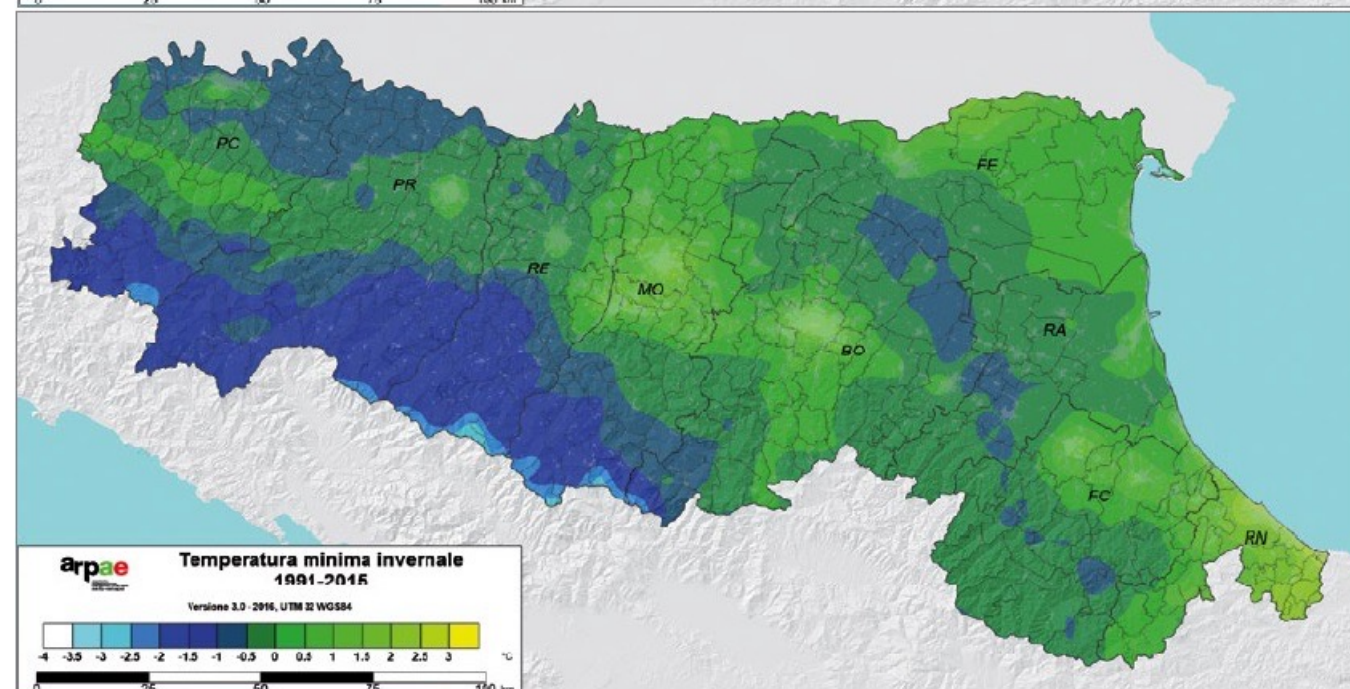 PC
PR
RE
MO
BO
FE
RA
FC
RN
arpae
Temperatura minima invernale
1991-2015
Versione 3.0 - 2016, UTM 32 WGS84
-4 -3.5 -3 -2.5 -2 -1.5 -1 -0.5 0 0.5 1 1.5 2 2.5 3 °C
0 25 50 75 100 km